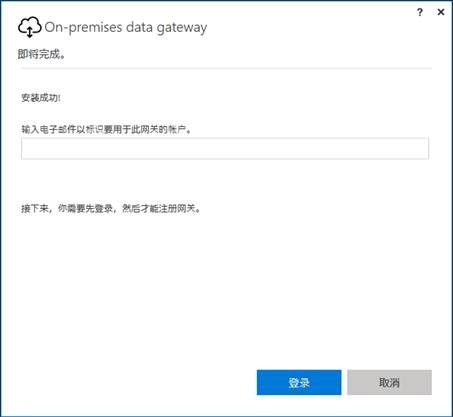 ? ×
On-premises data gateway
即将完成。
安装成功!
输入电子邮件以标识要用于此网关的帐户。
接下来，你需要先登录，然后才能注册网关。
登录 取消